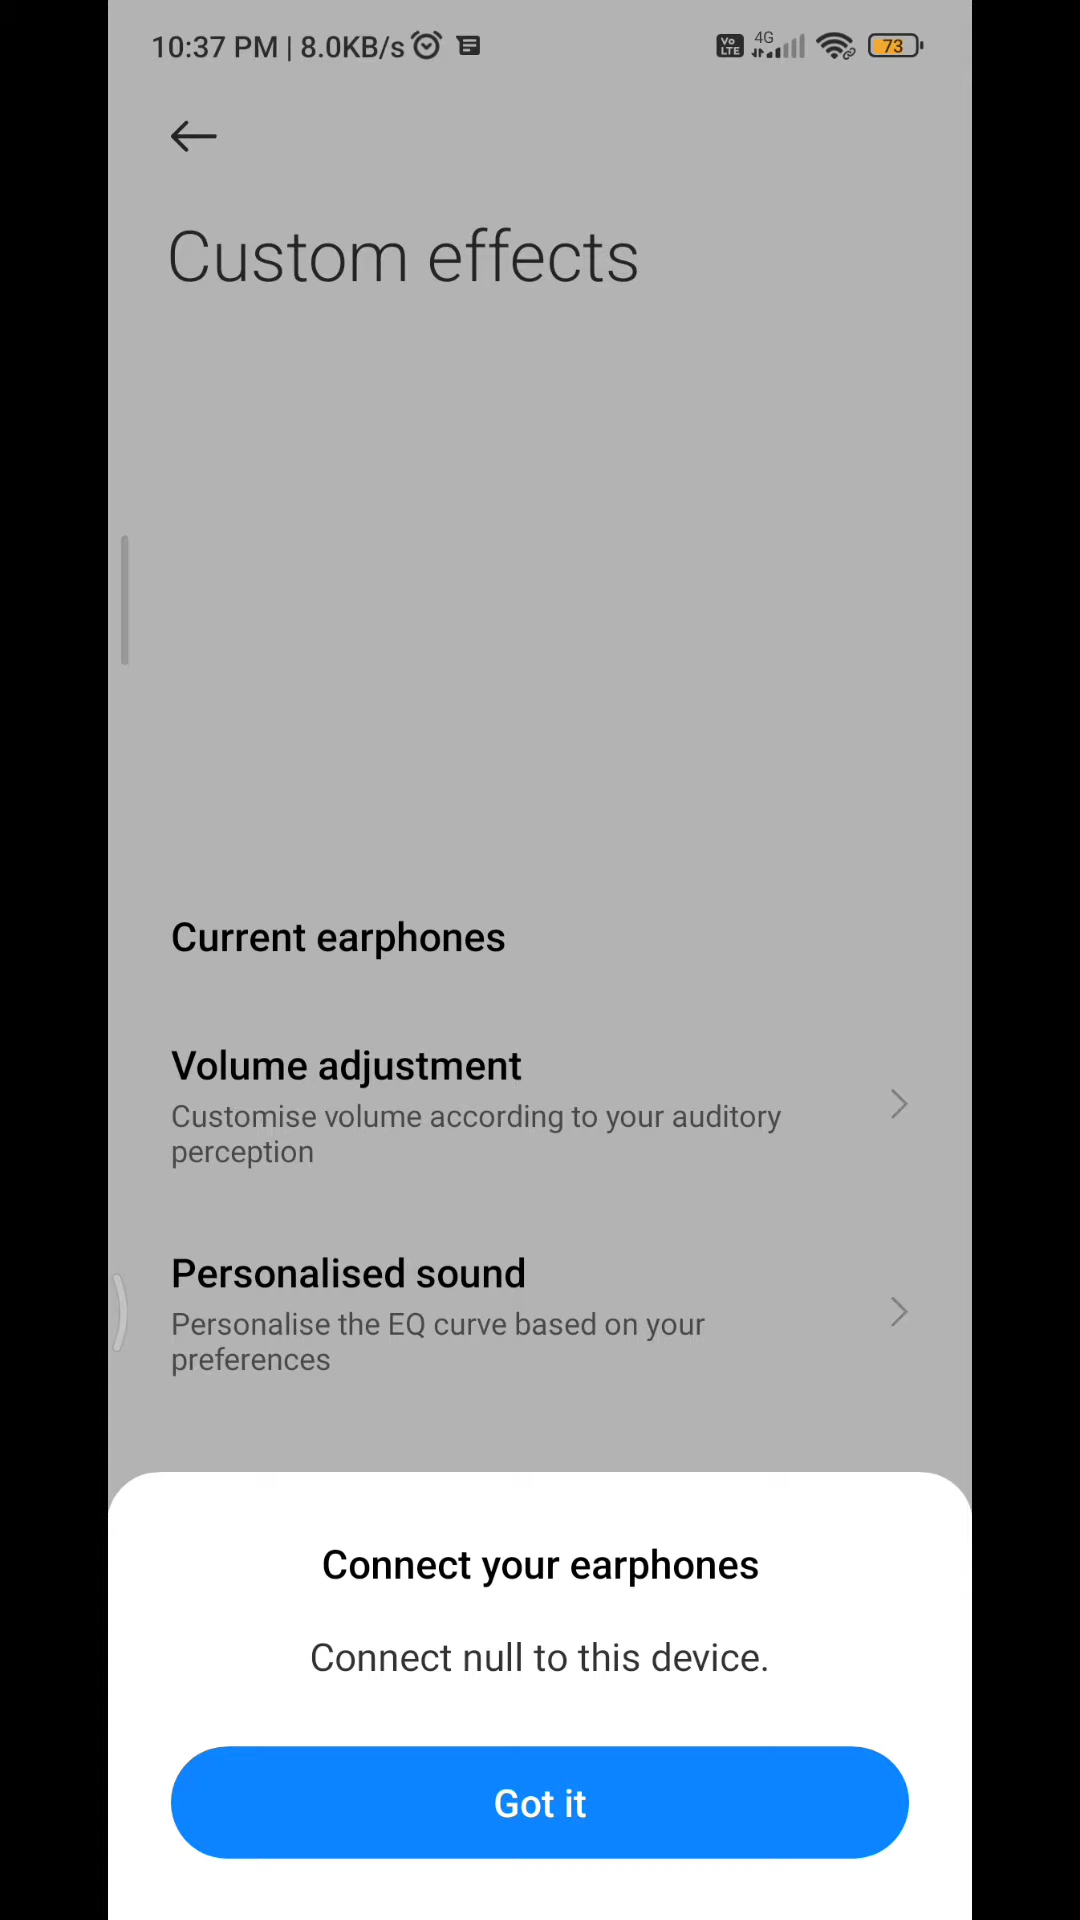 10:37 PM | 8.0KB/s Vo LTE 4G 73
Custom effects
Current earphones
Volume adjustment
Customise volume according to your auditory
perception
Personalised sound
Personalise the EQ curve based on your
preferences
Connect your earphones
Connect null to this device.
Got it